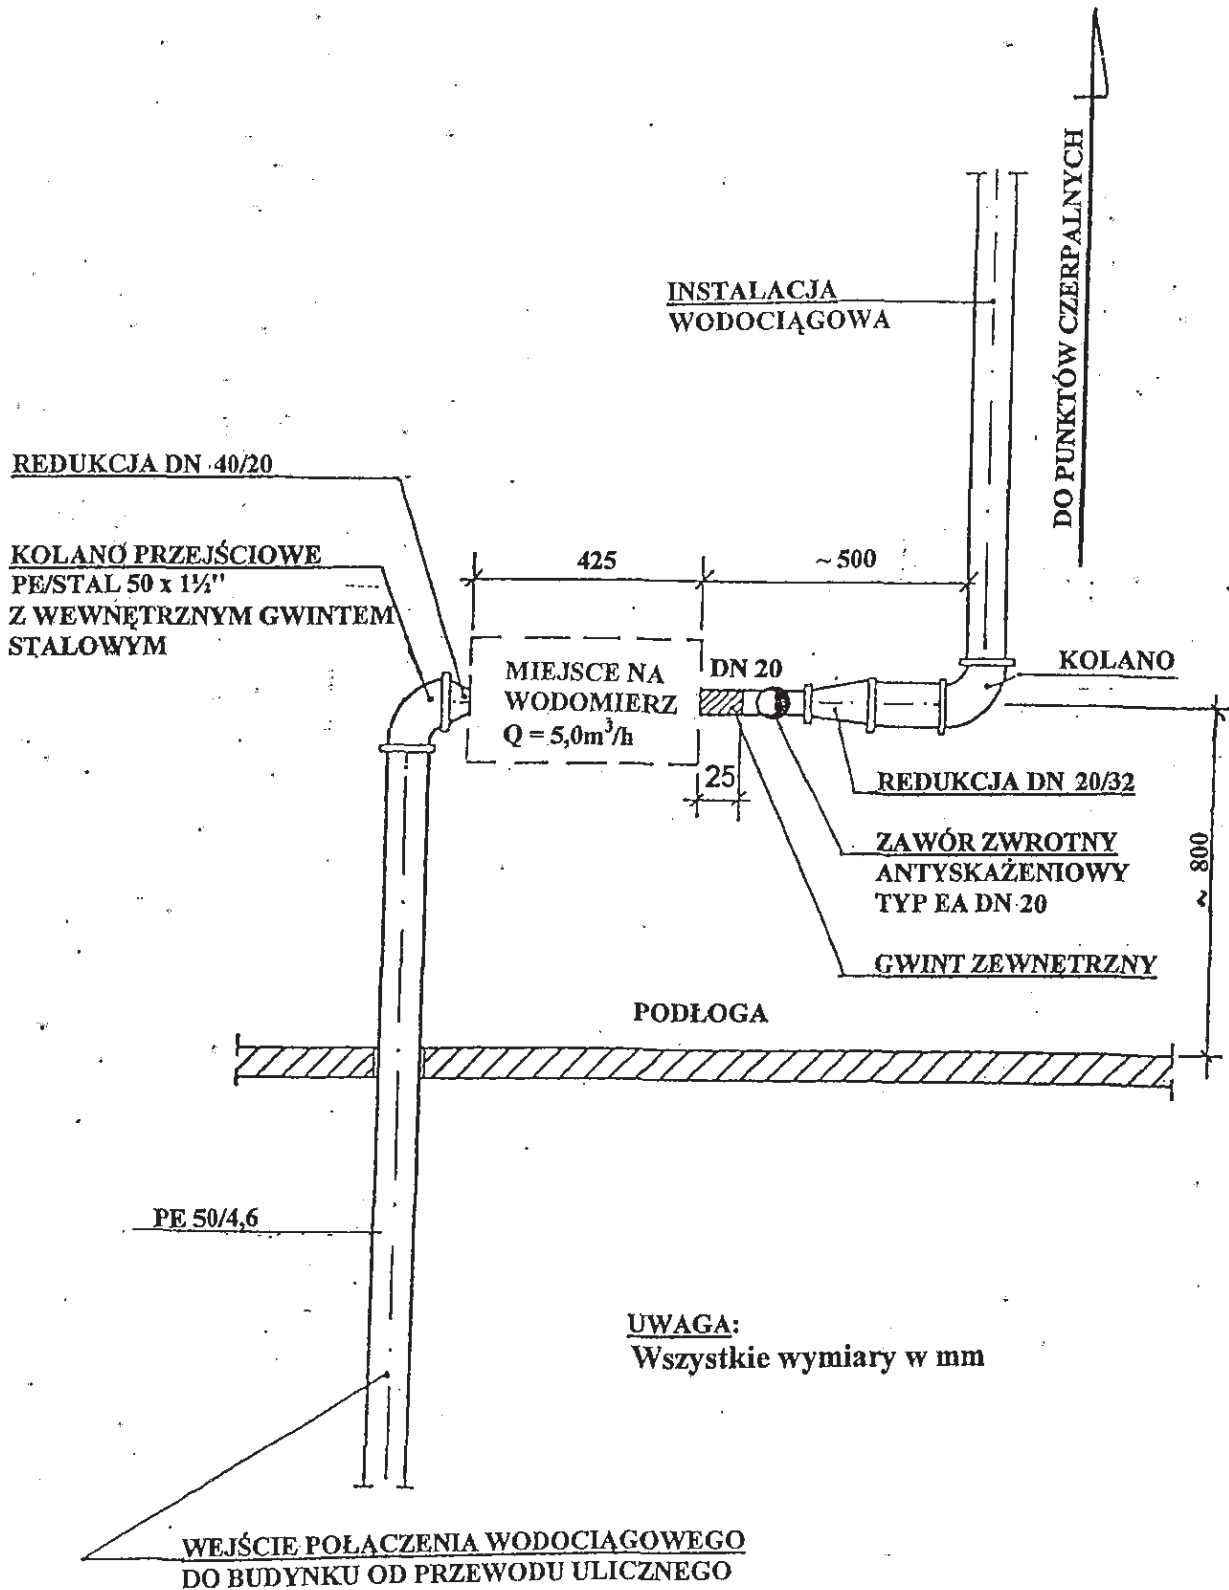 DO PUNKTÓW CZERPALNYCH
INSTALACJA
WODOCIĄGOWA
REDUKCJA DN 40/20
KOLANO PRZEJŚCIOWE
PE/STAL 50 x 1½"
Z WEWNĘTRZNYM GWINTEM
STALOWYM
425
~ 500
MIEJSCE NA
WODOMIERZ
Q = 5,0m³/h
DN 20
KOLANO
25
REDUKCJA DN 20/32
ZAWÓR ZWROTNY
ANTYSKAŻENIOWY
TYP EA DN 20
GWINT ZEWNĘTRZNY
~ 800
PODŁOGA
PE 50/4,6
UWAGA:
Wszystkie wymiary w mm
WEJŚCIE POŁĄCZENIA WODOCIĄGOWEGO
DO BUDYNKU OD PRZEWODU ULICZNEGO